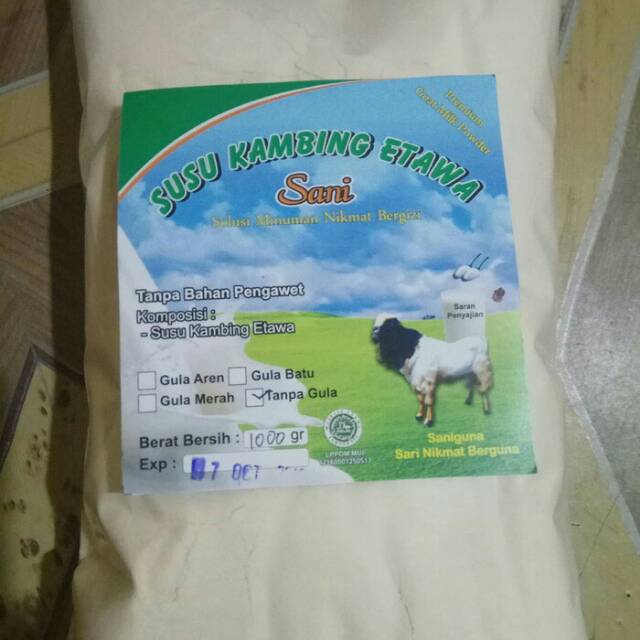 Premium
Goat Milk Powder
SUSU KAMBING ETAWA
Sani
Solusi Minuman Nikmat Bergizi
Tanpa Bahan Pengawet
Komposisi :
- Susu Kambing Etawa
Saran
Penyajian
Gula Aren Gula Batu
Gula Merah Tanpa Gula
Berat Bersih : 1000 gr
Exp : 07 OCT
LPPOM MUI
Saniguna
Sari Nikmat Berguna